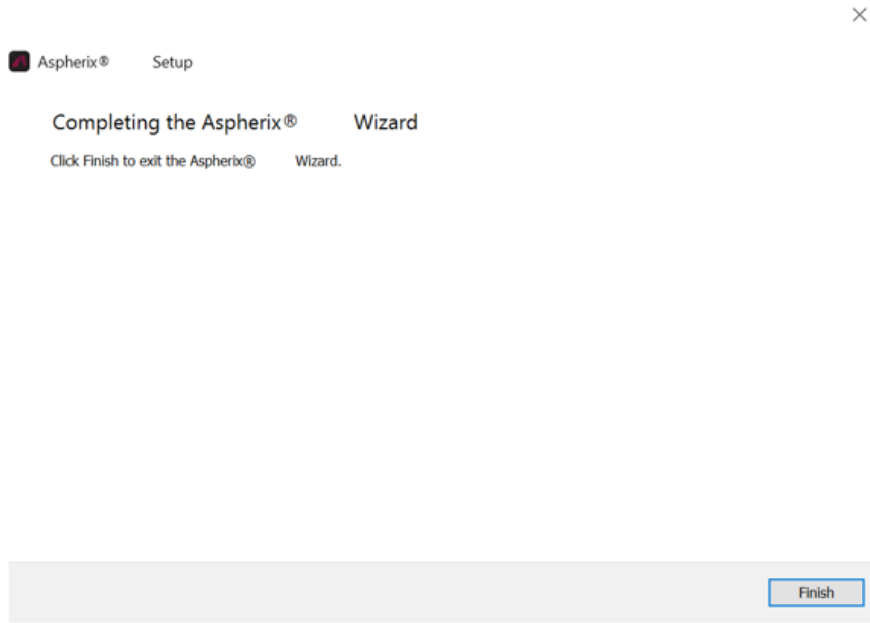 Aspherix® Setup
Completing the Aspherix® Wizard
Click Finish to exit the Aspherix® Wizard.
Finish